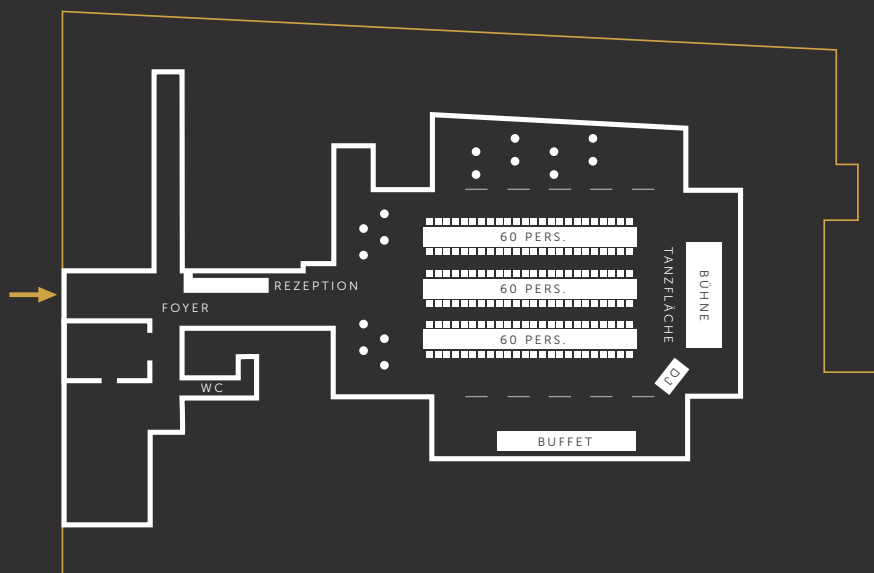 60 PERS.
REZEPTION
60 PERS.
TANZFLÄCHE
BÜHNE
FOYER
60 PERS.
DJ
WC
BUFFET